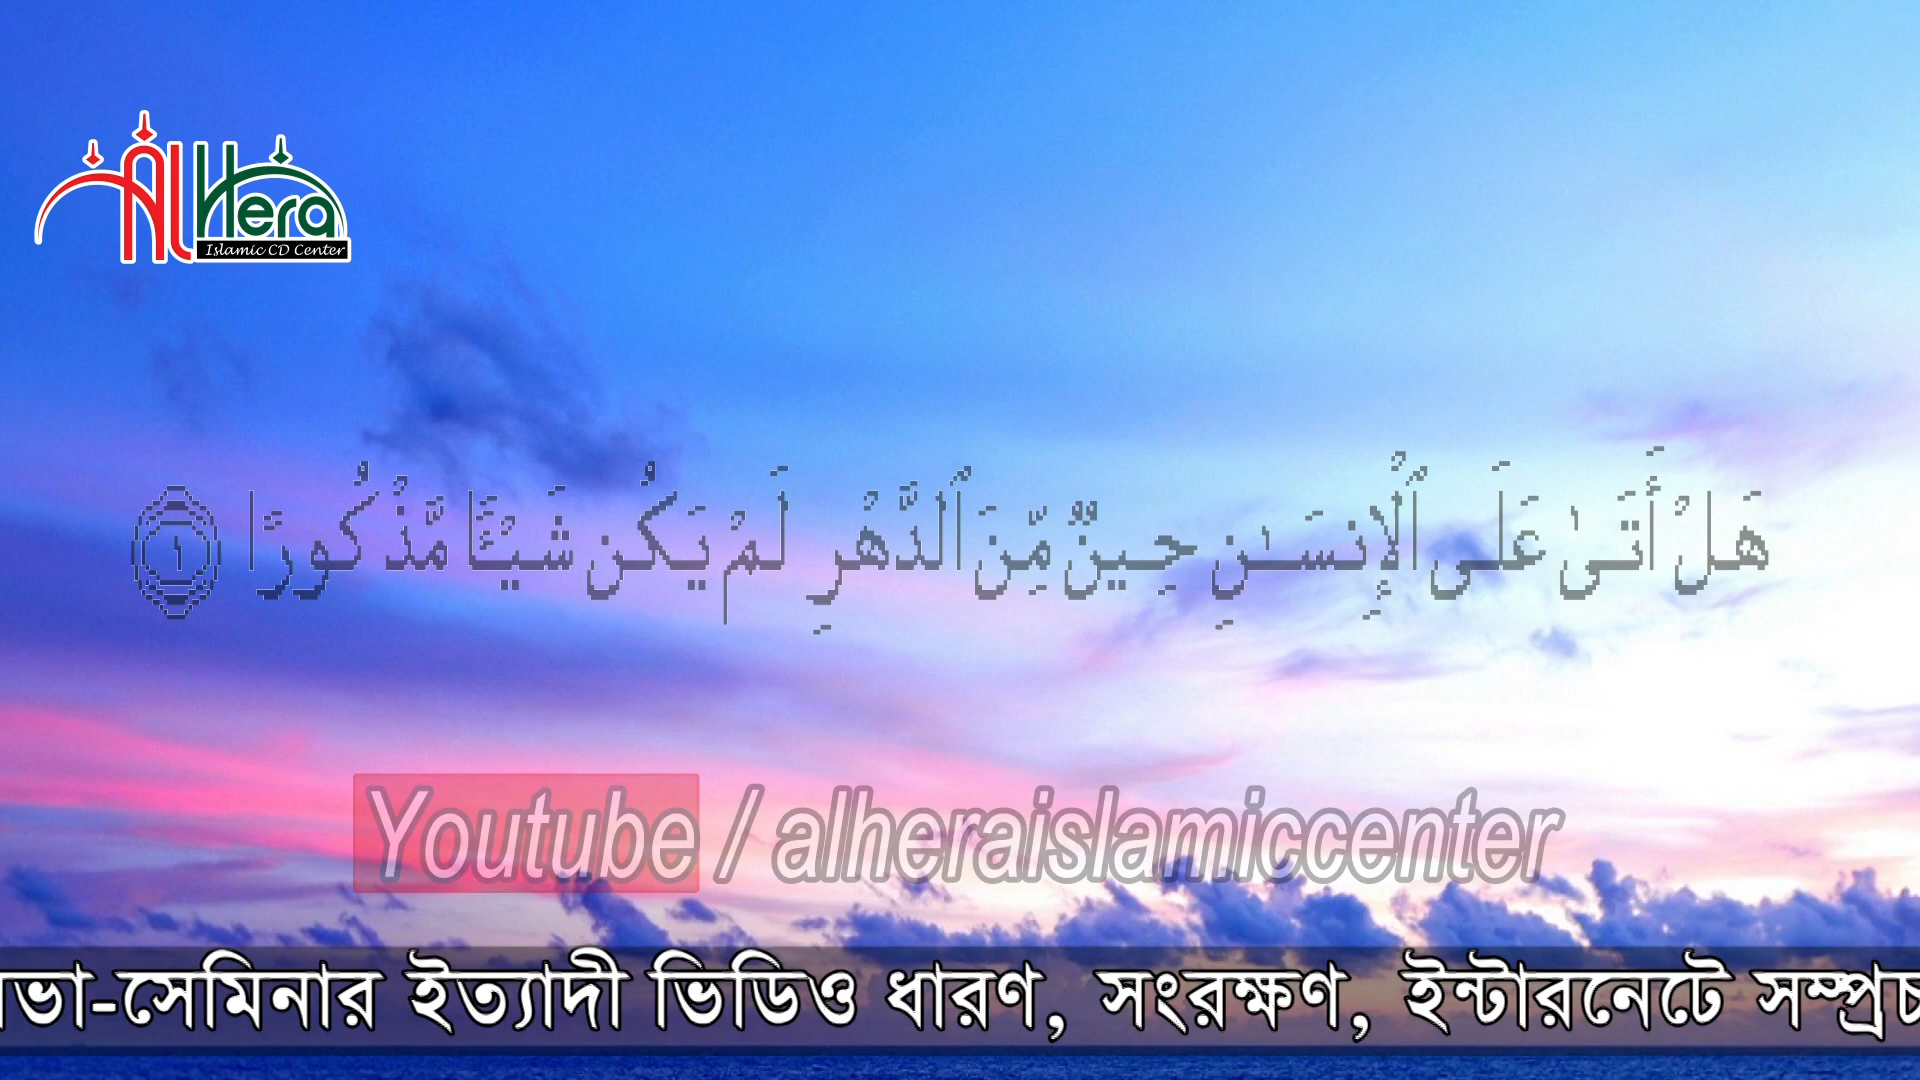 AlHera
Islamic CD Center
هَلْ أَتَىٰ عَلَى ٱلْإِنسَـٰنِ حِينٌ مِّنَ ٱلدَّهْرِ لَمْ يَكُن شَيْـًٔا مَّذْكُورًا ١
Youtube / alheraislamiccenter
ভা-সেমিনার ইত্যাদী ভিডিও ধারণ, সংরক্ষণ, ইন্টারনেটে সম্প্রচ